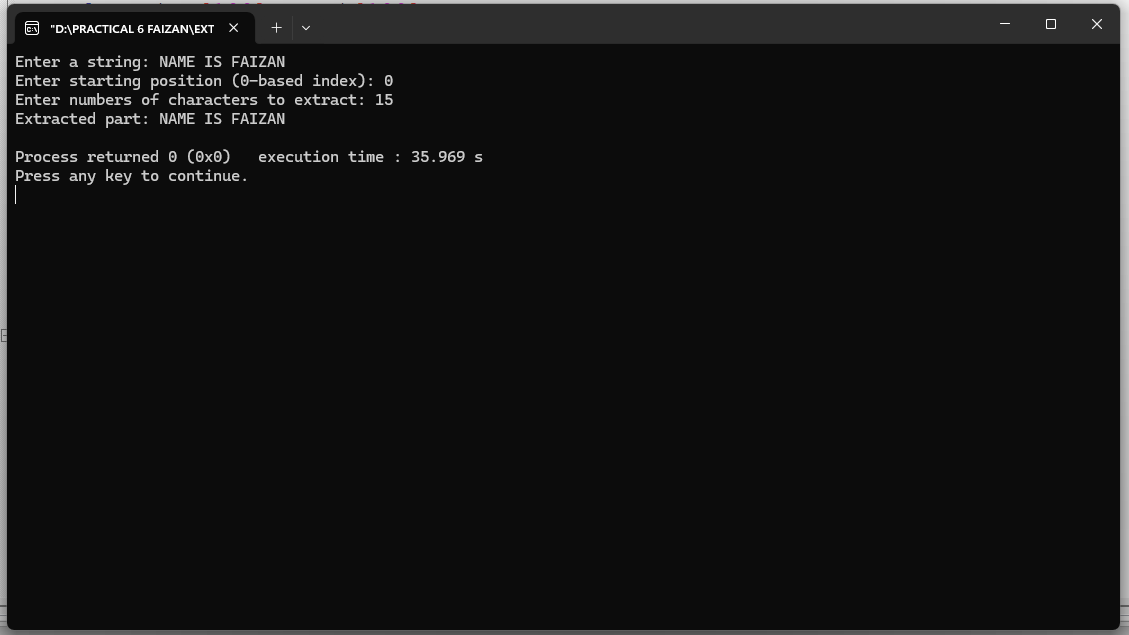 "D:\PRACTICAL 6 FAIZAN\EXT
Enter a string: NAME IS FAIZAN
Enter starting position (0-based index): 0
Enter numbers of characters to extract: 15
Extracted part: NAME IS FAIZAN
Process returned 0 (0x0)   execution time : 35.969 s
Press any key to continue.